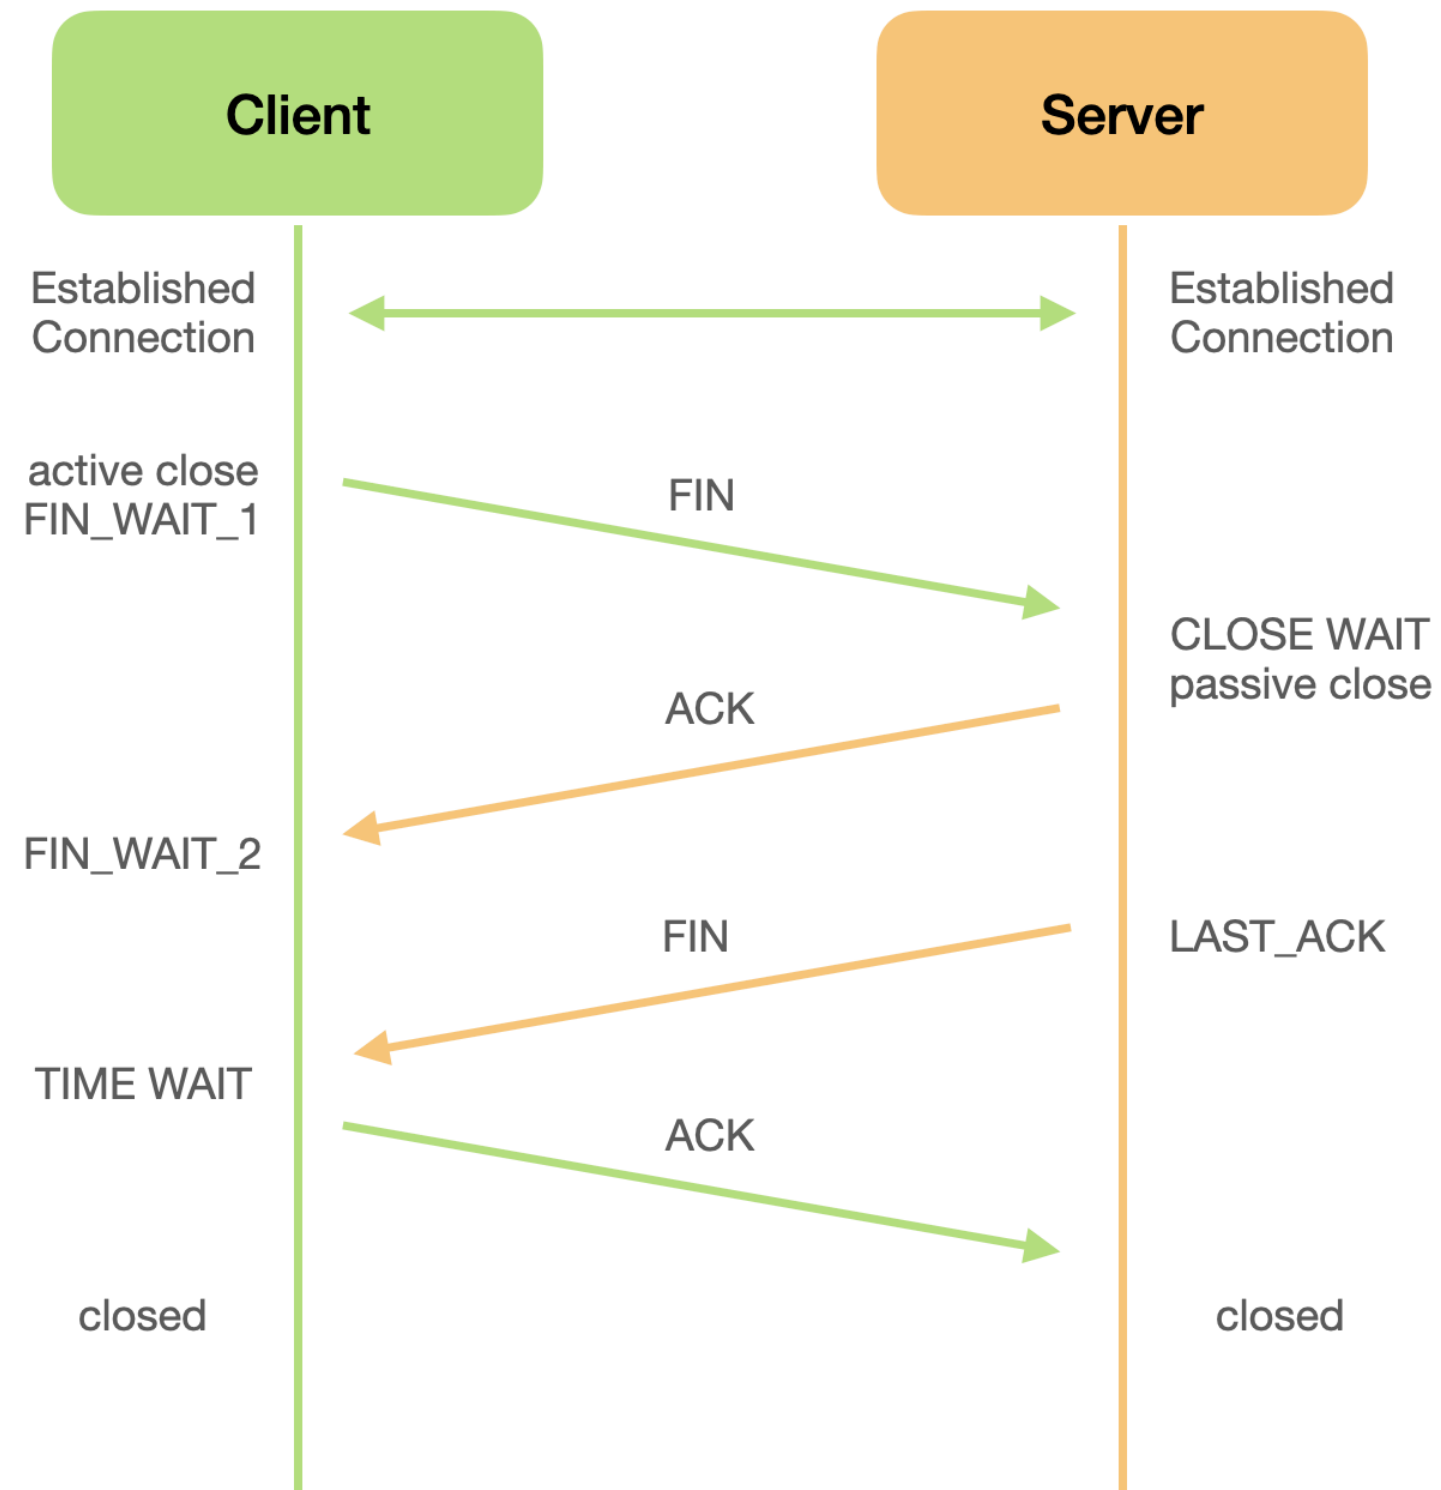 Client
Server
Established
Connection
Established
Connection
active close
FIN_WAIT_1
FIN
CLOSE WAIT
passive close
ACK
FIN_WAIT_2
FIN
LAST_ACK
TIME WAIT
ACK
closed
closed